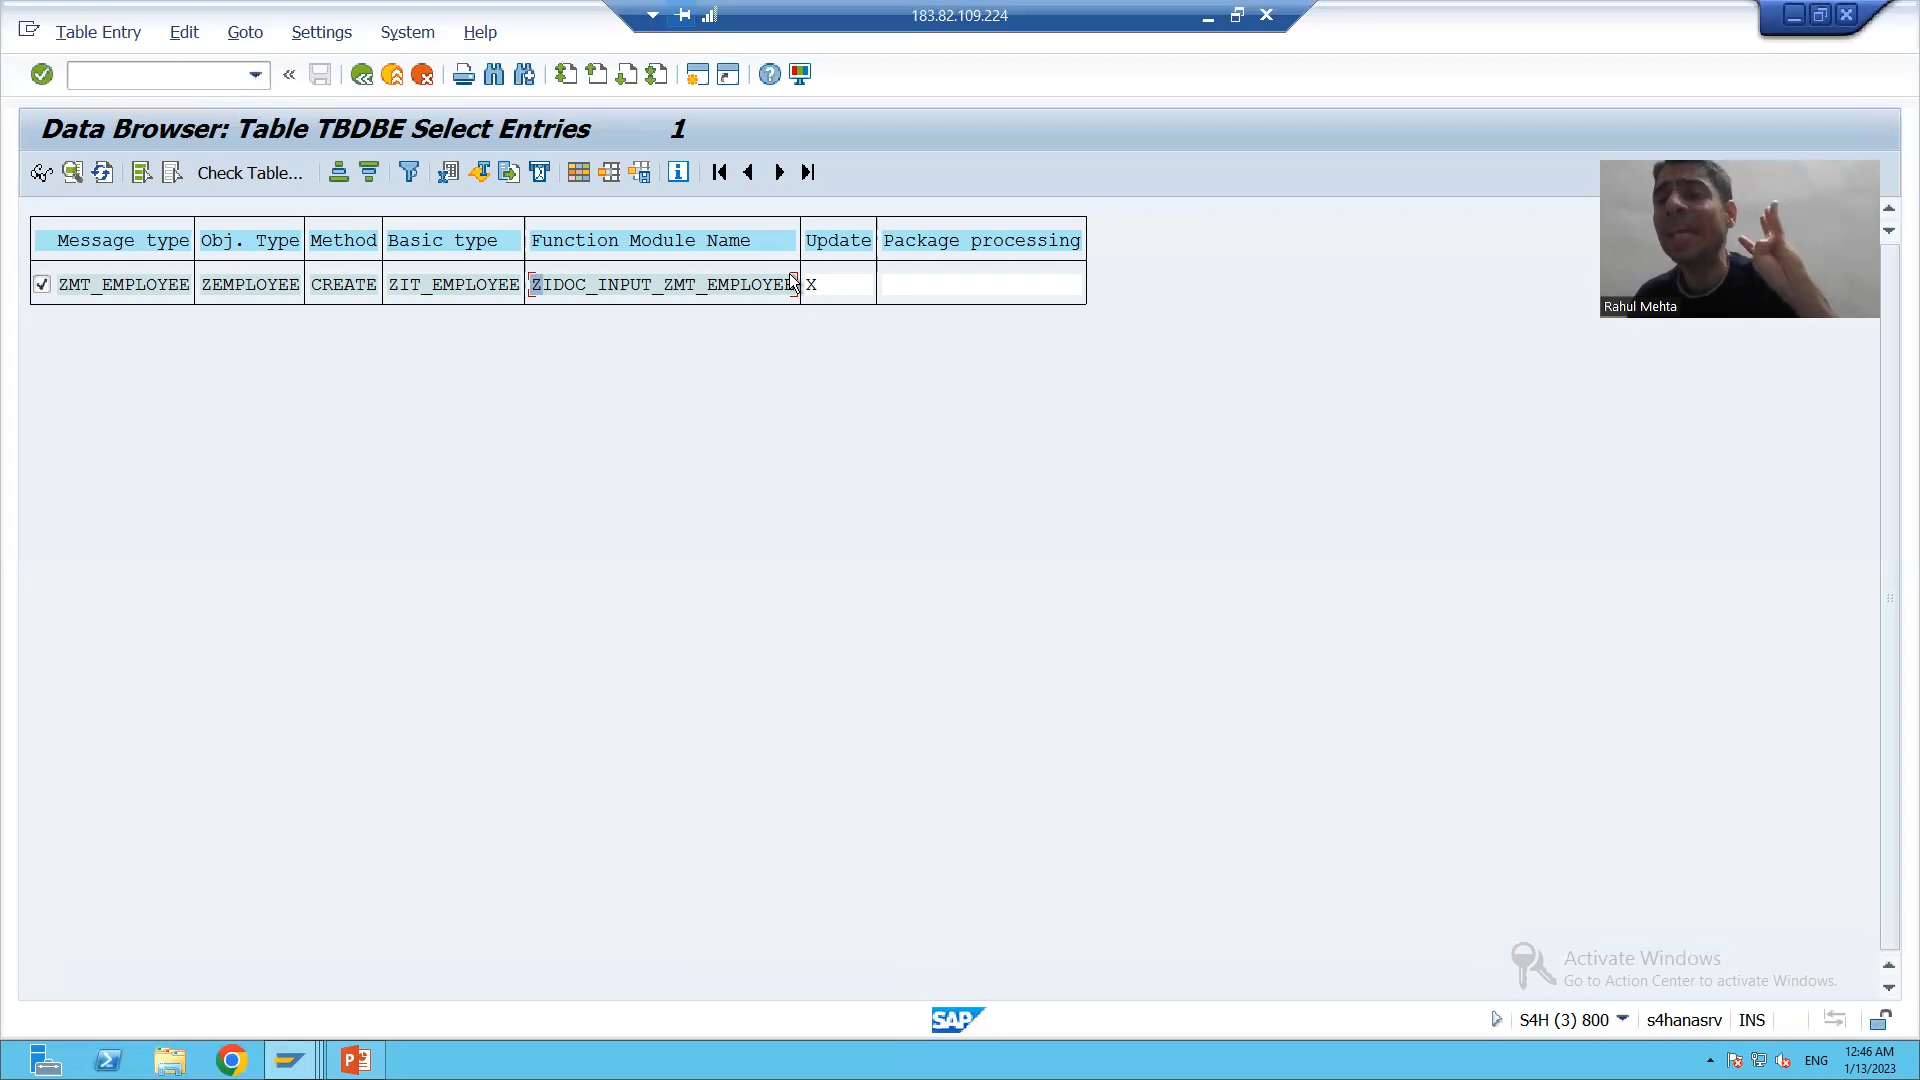 183.82.109.224
Table Entry Edit Goto Settings System Help
Data Browser: Table TBDBE Select Entries 1
Check Table...
Message type Obj. Type Method Basic type Function Module Name Update Package processing
ZMT_EMPLOYEE ZEMPLOYEE CREATE ZIT_EMPLOYEE ZIDOC_INPUT_ZMT_EMPLOYEE X
Rahul Mehta
Activate Windows
Go to Action Center to activate Windows.
SAP
S4H (3) 800 s4hanasrv INS
ENG
12:46 AM
1/13/2023